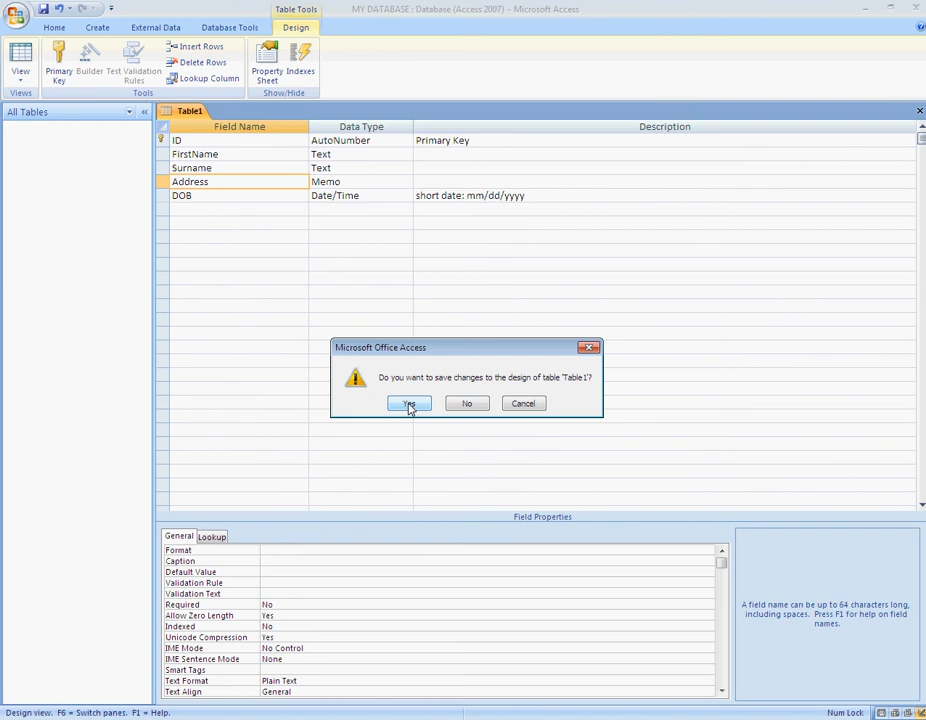 Table Tools
MY DATABASE : Database (Access 2007) - Microsoft Access
Home Create External Data Database Tools Design
View
Primary Key
Builder
Test Validation Rules
Insert Rows
Delete Rows
Lookup Column
Property Sheet
Indexes
Views Tools Show/Hide
All Tables
Table1
Field Name Data Type Description
ID AutoNumber Primary Key
FirstName Text
Surname Text
Address Memo
DOB Date/Time short date: mm/dd/yyyy
Microsoft Office Access
Do you want to save changes to the design of table 'Table1'?
Yes No Cancel
Field Properties
General Lookup
Format
Caption
Default Value
Validation Rule
Validation Text
Required No
Allow Zero Length Yes
Indexed No
Unicode Compression Yes
IME Mode No Control
IME Sentence Mode None
Smart Tags
Text Format Plain Text
Text Align General
A field name can be up to 64 characters long,
including spaces. Press F1 for help on field
names.
Design view. F6 = Switch panes. F1 = Help.
Num Lock